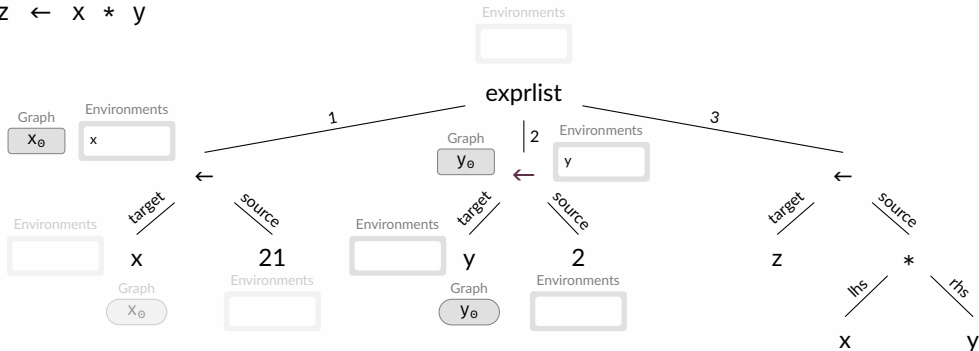 z ← x * y
Environments
exprlist
1
2
3
Graph
x₀
Environments
x
Graph
y₀
Environments
y
←
←
←
target
source
target
source
target
source
Environments
x
21
Environments
y
2
z
*
Graph
x₀
Environments
Graph
y₀
Environments
lhs
rhs
x
y